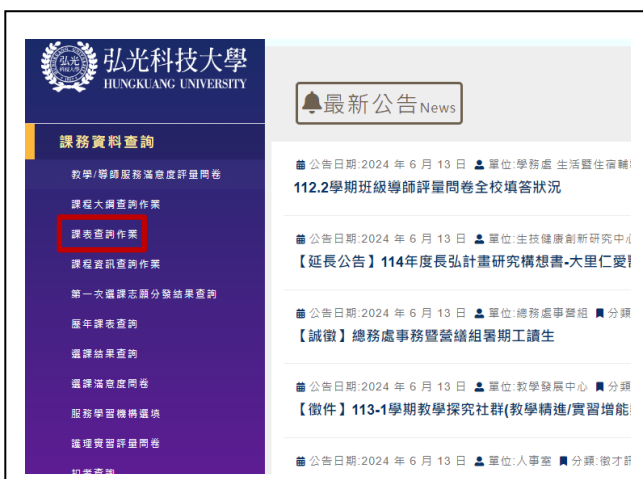 弘光科技大學
HUNGKUANG UNIVERSITY
課務資料查詢
教學/導師服務滿意度評量問卷
課程大綱查詢作業
課表查詢作業
課程資訊查詢作業
第一次選課志願分發結果查詢
歷年課表查詢
選課結果查詢
選課滿意度問卷
服務學習機構選填
護理實習評量問卷
最新公告News
公告日期:2024 年 6 月 13 日 單位:學務處 生活暨住宿輔
112.2學期班級導師評量問卷全校填答狀況
公告日期:2024 年 6 月 13 日 單位:生技健康創新研究中心
【延長公告】114年度長弘計畫研究構想書-大里仁愛
公告日期:2024 年 6 月 13 日 單位:總務處事營組 分類
【誠徵】總務處事務暨營繕組暑期工讀生
公告日期:2024 年 6 月 13 日 單位:教學發展中心 分類
【徵件】113-1學期教學探究社群(教學精進/實習增能
公告日期:2024 年 6 月 13 日 單位:人事室 分類:徵才訊